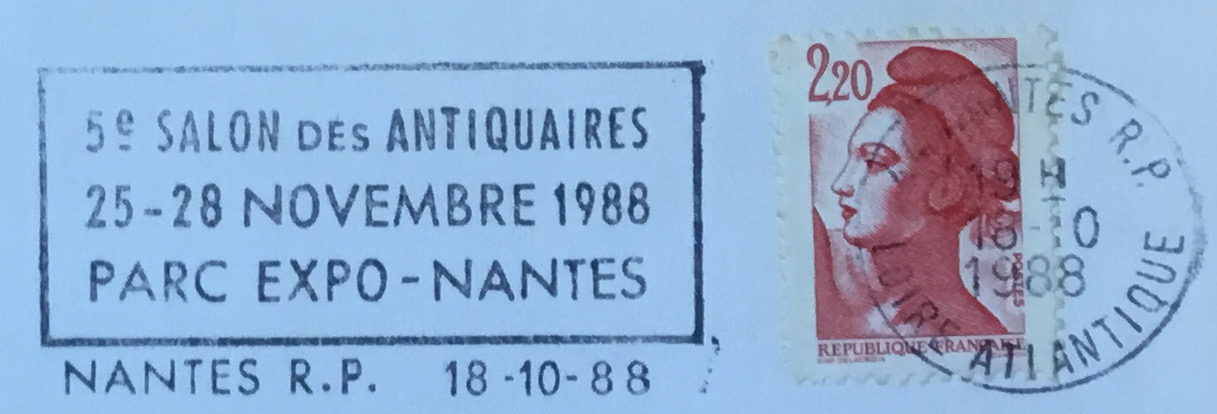 5e SALON DES ANTIQUAIRES
25-28 NOVEMBRE 1988
PARC EXPO-NANTES
NANTES R.P. 18-10-88
2,20
POSTES
REPUBLIQUE FRANÇAISE
NANTES R.P.
19 H
18-10
1988
LOIRE ATLANTIQUE